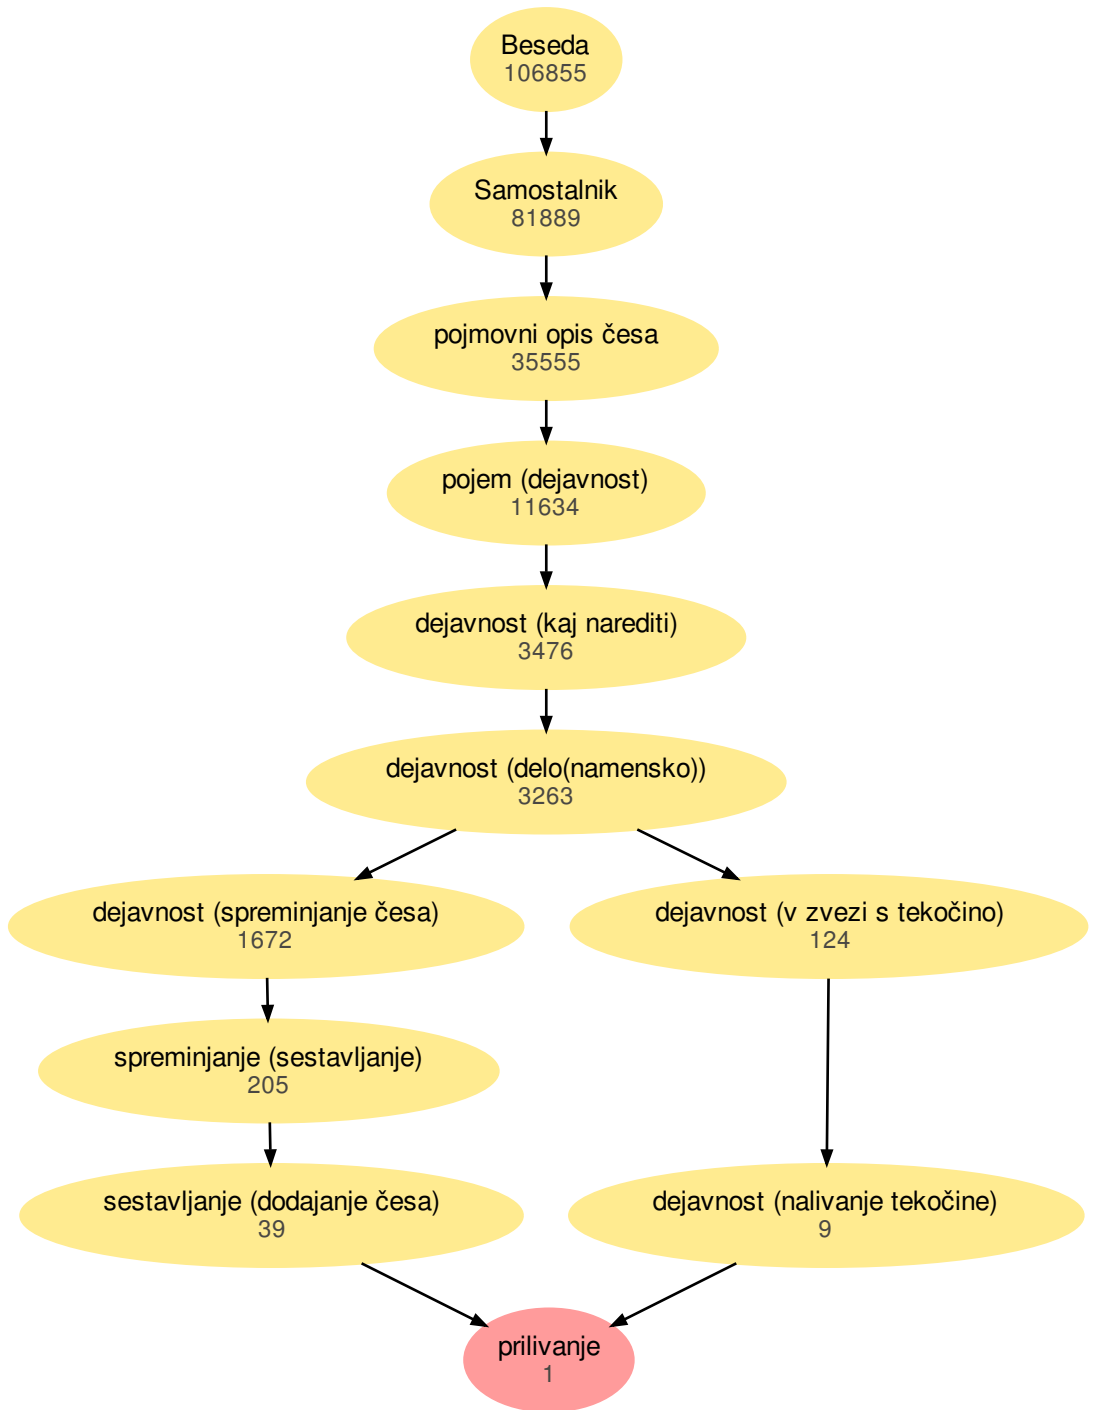 Beseda
106855
Samostalnik
81889
pojmovni opis česa
35555
pojem (dejavnost)
11634
dejavnost (kaj narediti)
3476
dejavnost (delo(namensko))
3263
dejavnost (spreminjanje česa)
1672
dejavnost (v zvezi s tekočino)
124
spreminjanje (sestavljanje)
205
sestavljanje (dodajanje česa)
39
dejavnost (nalivanje tekočine)
9
prilivanje
1